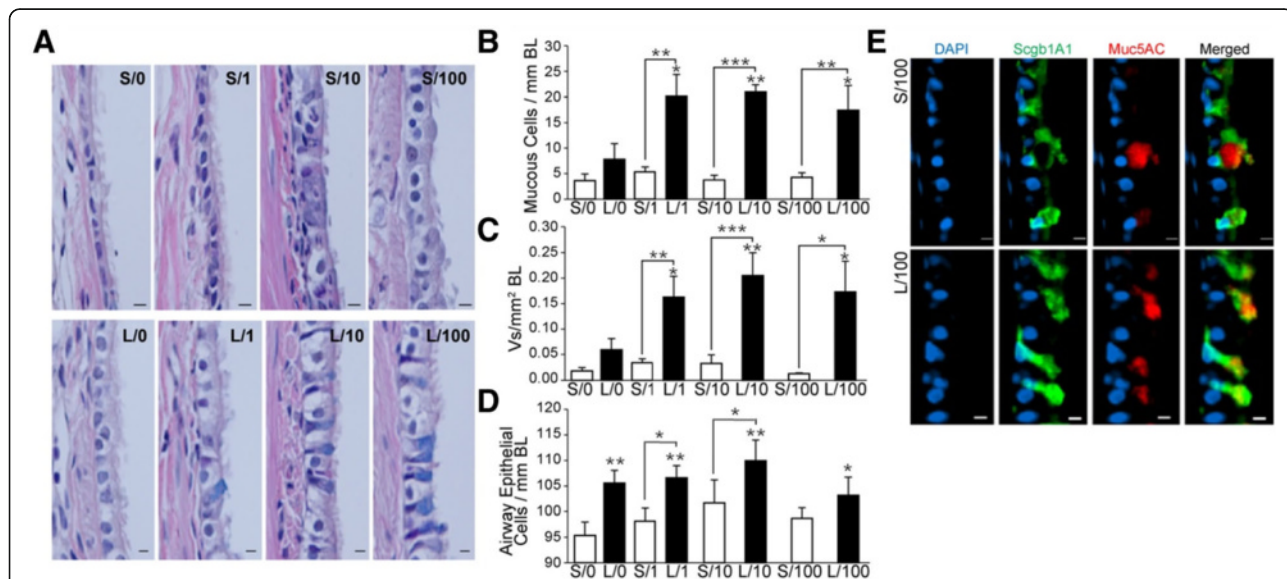 A
S/0 S/1 S/10 S/100
L/0 L/1 L/10 L/100
B
Mucous Cells / mm BL
25
20
15
10
5
0
** *** **
* ** *
S/0 L/0 S/1 L/1 S/10 L/10 S/100 L/100
C
Vs/mm² BL
0.30
0.25
0.20
0.15
0.10
0.05
0.00
** *** *
* ** *
S/0 L/0 S/1 L/1 S/10 L/10 S/100 L/100
D
Airway Epithelial
Cells / mm BL
120
115
110
105
100
95
90
* *
** ** ** *
S/0 L/0 S/1 L/1 S/10 L/10 S/100 L/100
E
DAPI Scgb1A1 Muc5AC Merged
S/100
L/100